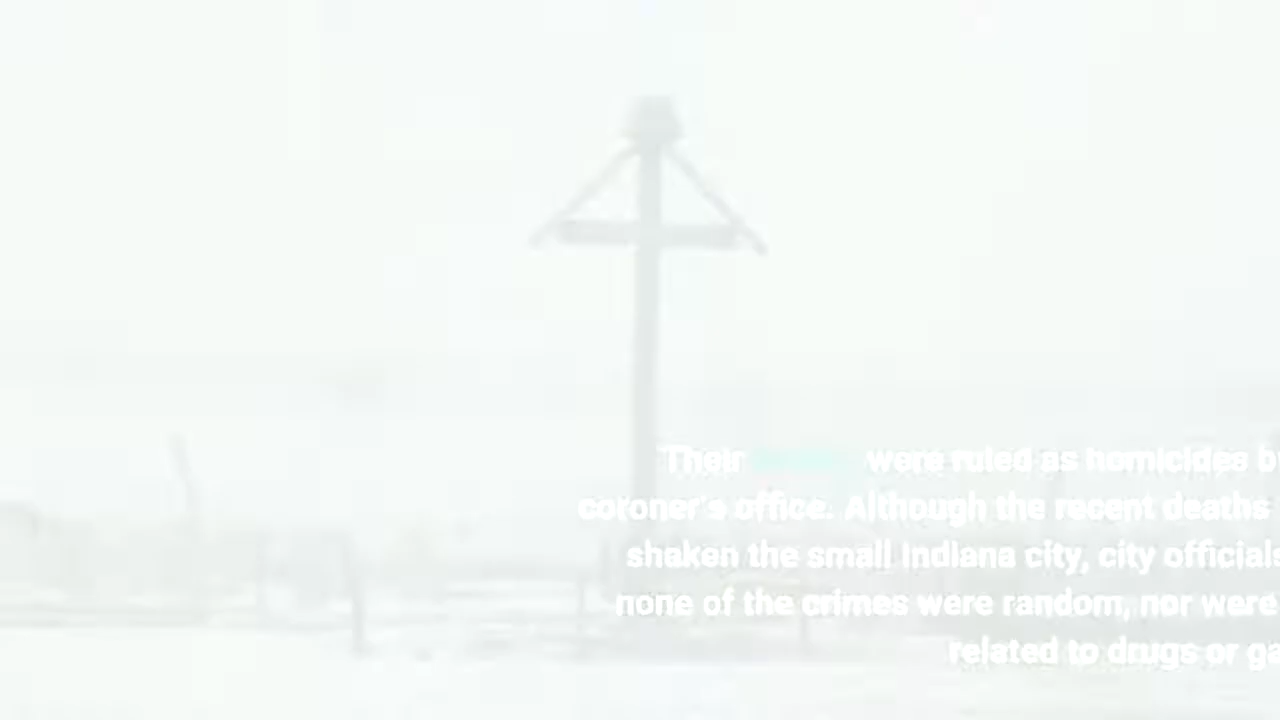 Their were ruled as homicides
coroner's office. Although the recent deaths
shaken the small Indiana city, city officials
none of the crimes were random, nor were
related to drugs or